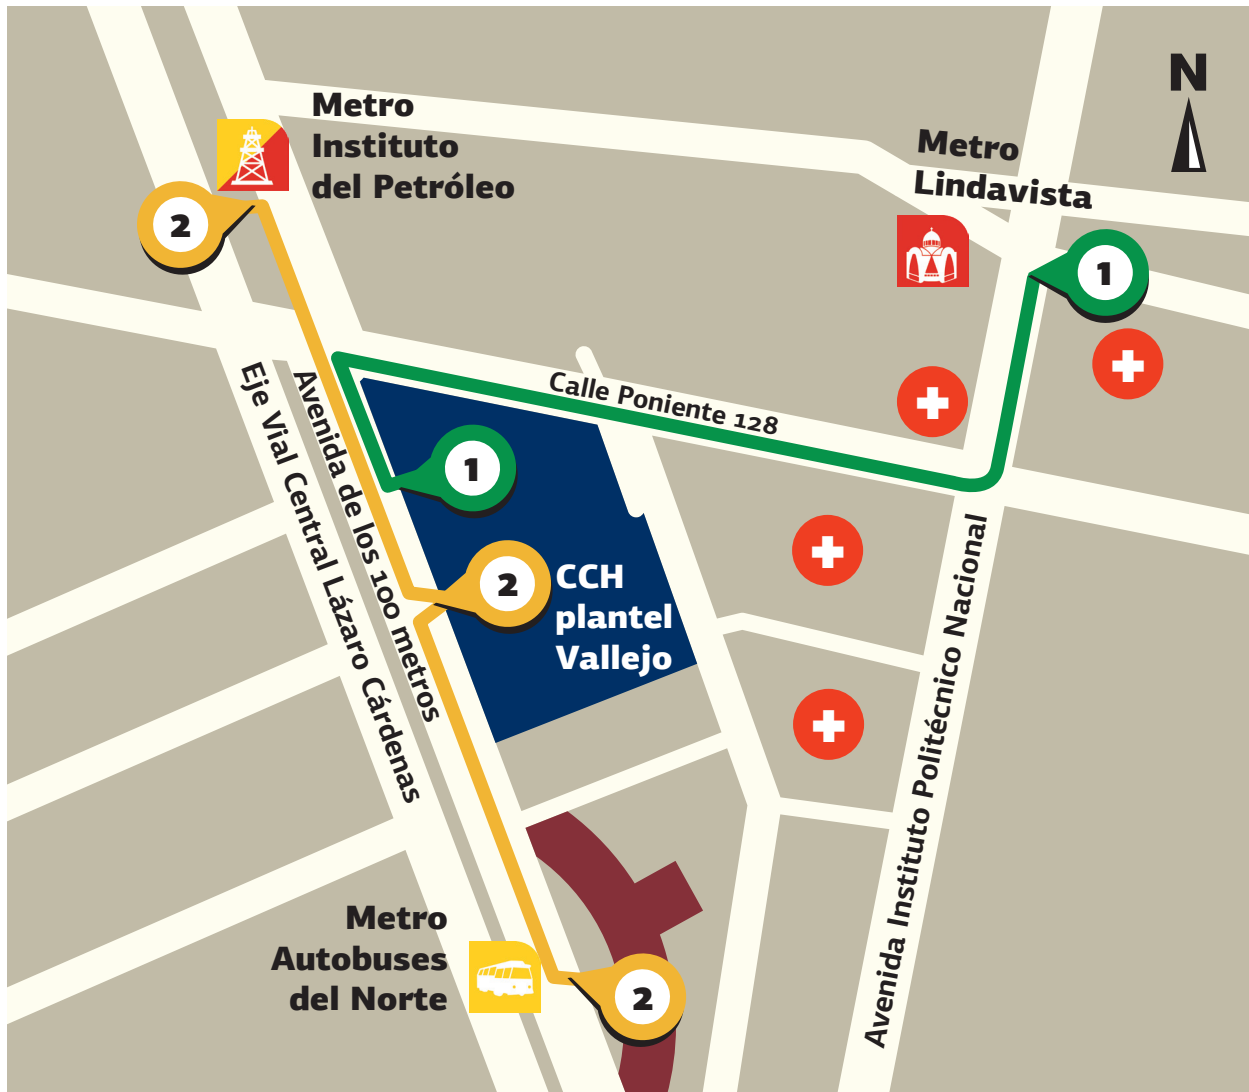 N
Metro
Instituto
del Petróleo
Metro
Lindavista
2
1
Calle Poniente 128
Eje Vial Central Lázaro Cárdenas
Avenida de los 100 metros
1
2
CCH
plantel
Vallejo
Avenida Instituto Politécnico Nacional
Metro
Autobuses
del Norte
2